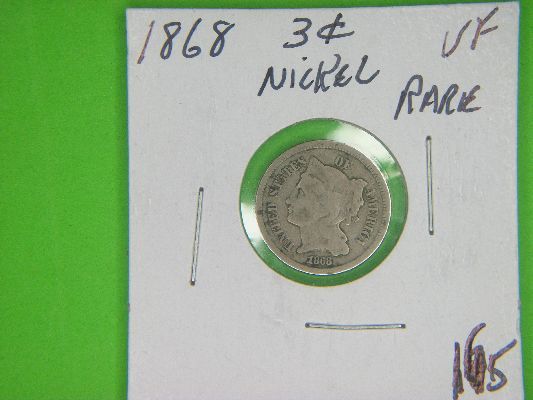 1868 3¢ VF
NICKEL RARE
UNITED STATES OF AMERICA
1868